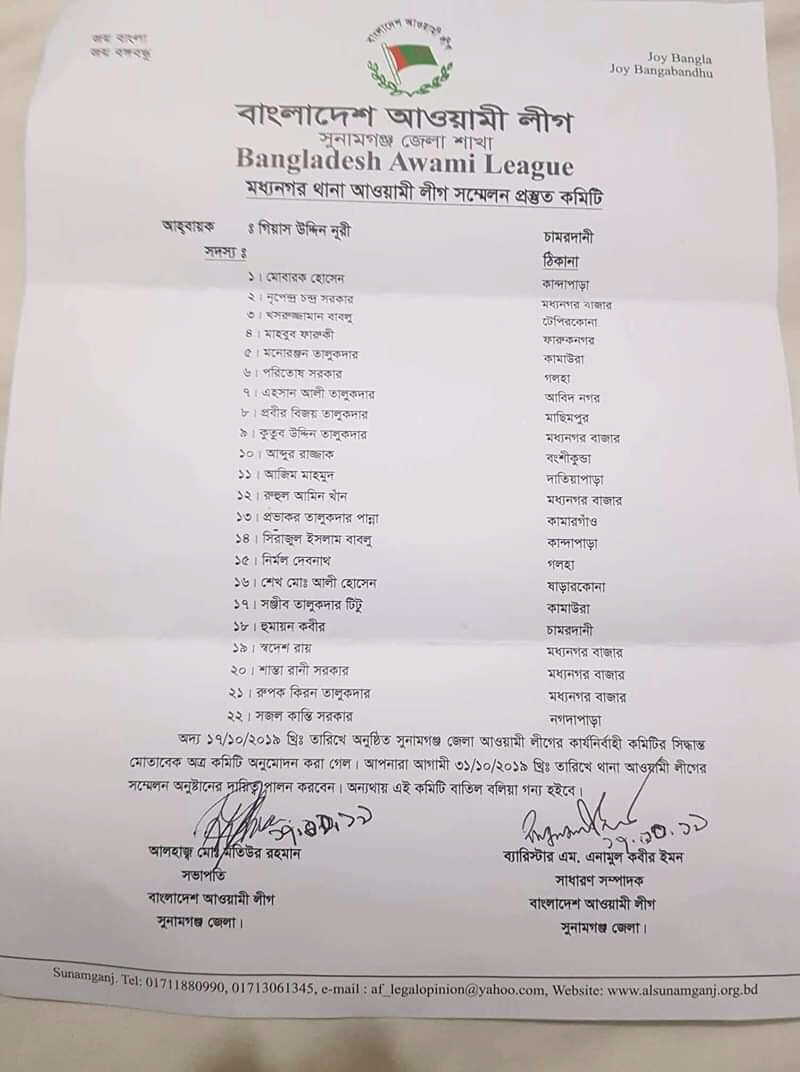 জয় বাংলা
জয় বঙ্গবন্ধু
বাংলাদেশ আওয়ামী লীগ
Joy Bangla
Joy Bangabandhu
বাংলাদেশ আওয়ামী লীগ
সুনামগঞ্জ জেলা শাখা
Bangladesh Awami League
মধ্যনগর থানা আওয়ামী লীগ সম্মেলন প্রস্তুত কমিটি
আহ্বায়ক ঃ গিয়াস উদ্দিন নূরী চামরদানী
সদস্য ঃ ঠিকানা
১। মোবারক হোসেন কান্দাপাড়া
২। নৃপেন্দ্র চন্দ্র সরকার মধ্যনগর বাজার
৩। খসরুজ্জামান বাবলু টেপিরকোনা
৪। মাহবুব ফারুকী ফারুকনগর
৫। মনোরঞ্জন তালুকদার কামাউরা
৬। পরিতোষ সরকার গলহা
৭। এহসান আলী তালুকদার আবিদ নগর
৮। প্রবীর বিজয় তালুকদার মাছিমপুর
৯। কুতুব উদ্দিন তালুকদার মধ্যনগর বাজার
১০। আব্দুর রাজ্জাক বংশীকুন্ডা
১১। আজিম মাহমুদ দাতিয়াপাড়া
১২। রুহুল আমিন খাঁন মধ্যনগর বাজার
১৩। প্রভাকর তালুকদার পান্না কামারগাঁও
১৪। সিরাজুল ইসলাম বাবলু কান্দাপাড়া
১৫। নির্মল দেবনাথ গলহা
১৬। শেখ মোঃ আলী হোসেন ষাড়ারকোনা
১৭। সঞ্জীব তালুকদার টিটু কামাউরা
১৮। হুমায়ন কবীর চামরদানী
১৯। স্বদেশ রায় মধ্যনগর বাজার
২০। শান্তা রানী সরকার মধ্যনগর বাজার
২১। রুপক কিরন তালুকদার মধ্যনগর বাজার
২২। সজল কান্তি সরকার নগদাপাড়া
অদ্য ১৭/১০/২০১৯ খ্রিঃ তারিখে অনুষ্ঠিত সুনামগঞ্জ জেলা আওয়ামী লীগের কার্যনির্বাহী কমিটির সিদ্ধান্ত
মোতাবেক অত্র কমিটি অনুমোদন করা গেল। আপনারা আগামী ৩১/১০/২০১৯ খ্রিঃ তারিখে থানা আওয়ামী লীগের
সম্মেলন অনুষ্টানের দায়িত্ব পালন করবেন। অন্যথায় এই কমিটি বাতিল বলিয়া গন্য হইবে।
১৭.১০.১৯
আলহাজ্ব মোঃ মতিউর রহমান ব্যারিস্টার এম. এনামুল কবীর ইমন
সভাপতি সাধারণ সম্পাদক
বাংলাদেশ আওয়ামী লীগ বাংলাদেশ আওয়ামী লীগ
সুনামগঞ্জ জেলা। সুনামগঞ্জ জেলা।
Sunamganj. Tel: 01711880990, 01713061345, e-mail : af_legalopinion@yahoo.com, Website: www.alsunamganj.org.bd